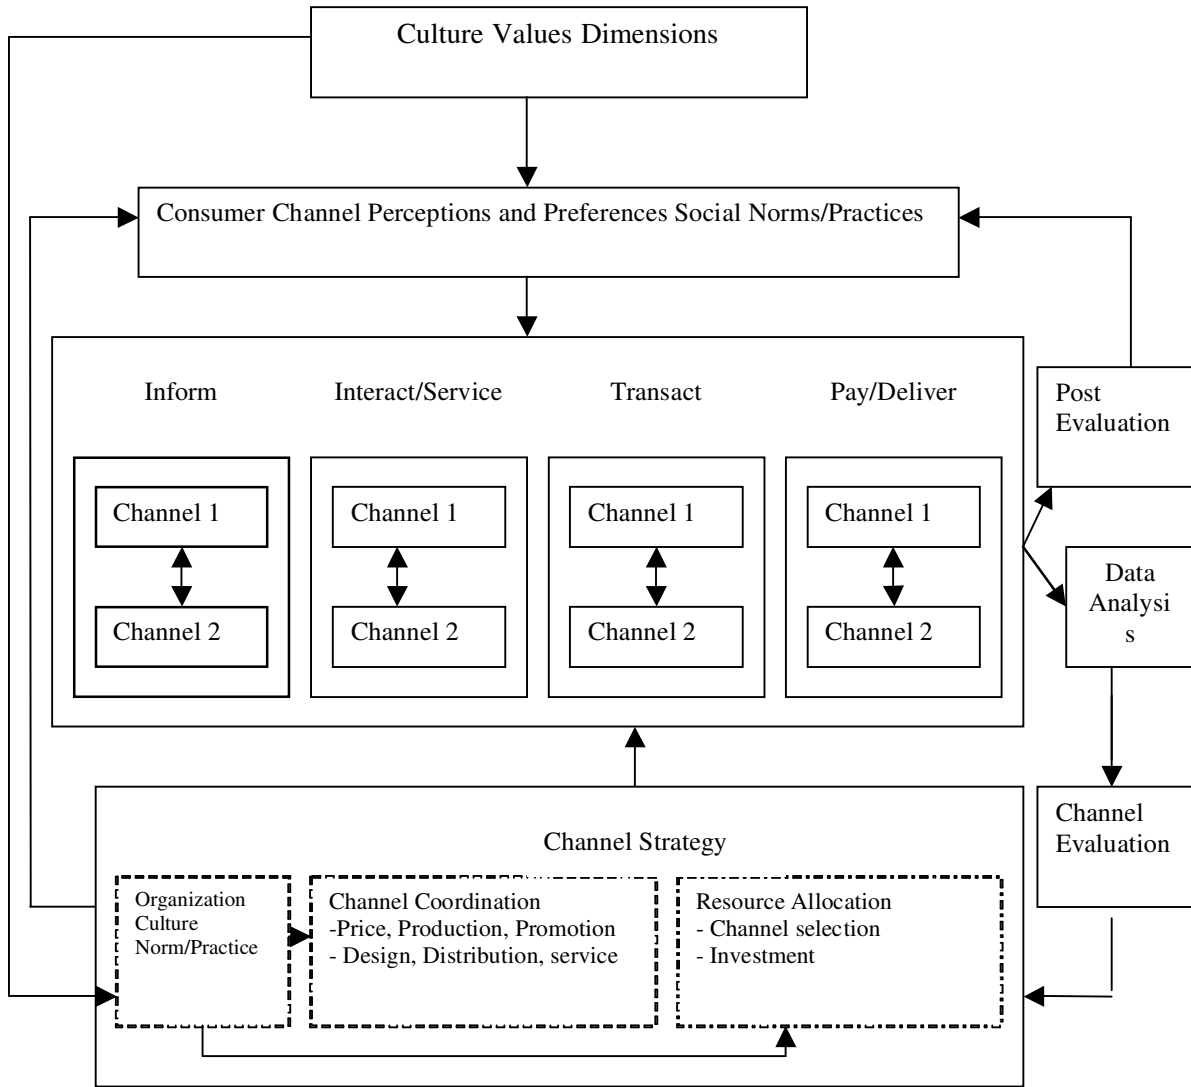 Culture Values Dimensions
Consumer Channel Perceptions and Preferences Social Norms/Practices
Inform
Interact/Service
Transact
Pay/Deliver
Channel 1
Channel 2
Channel 1
Channel 2
Channel 1
Channel 2
Channel 1
Channel 2
Post
Evaluation
Data
Analysi
s
Channel
Evaluation
Channel Strategy
Organization
Culture
Norm/Practice
Channel Coordination
-Price, Production, Promotion
- Design, Distribution, service
Resource Allocation
- Channel selection
- Investment